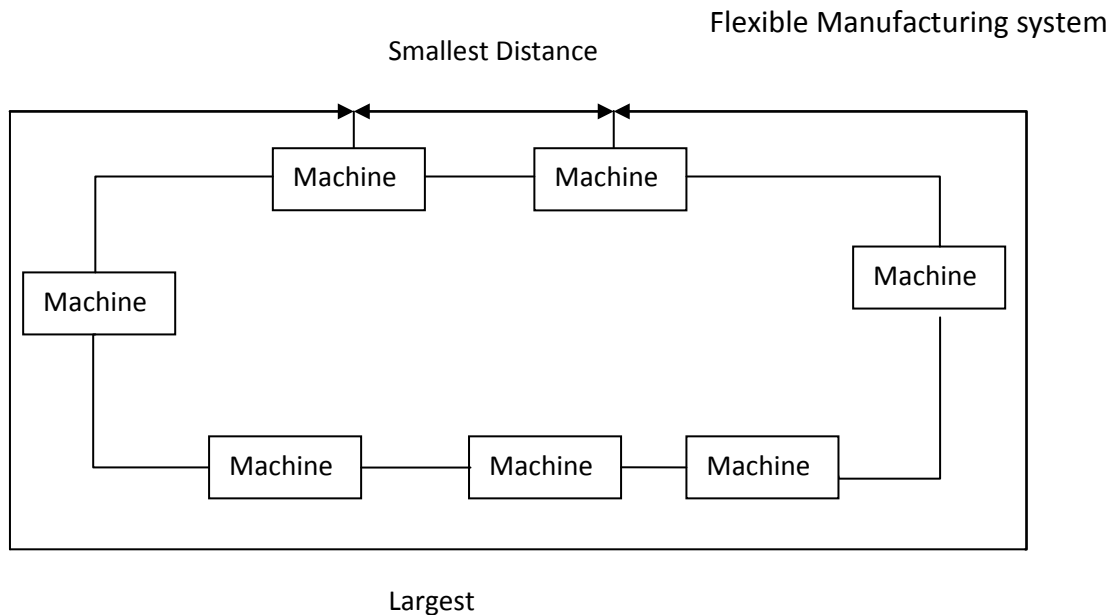 Flexible Manufacturing system
Smallest Distance
Machine
Machine
Machine
Machine
Machine
Machine
Machine
Largest